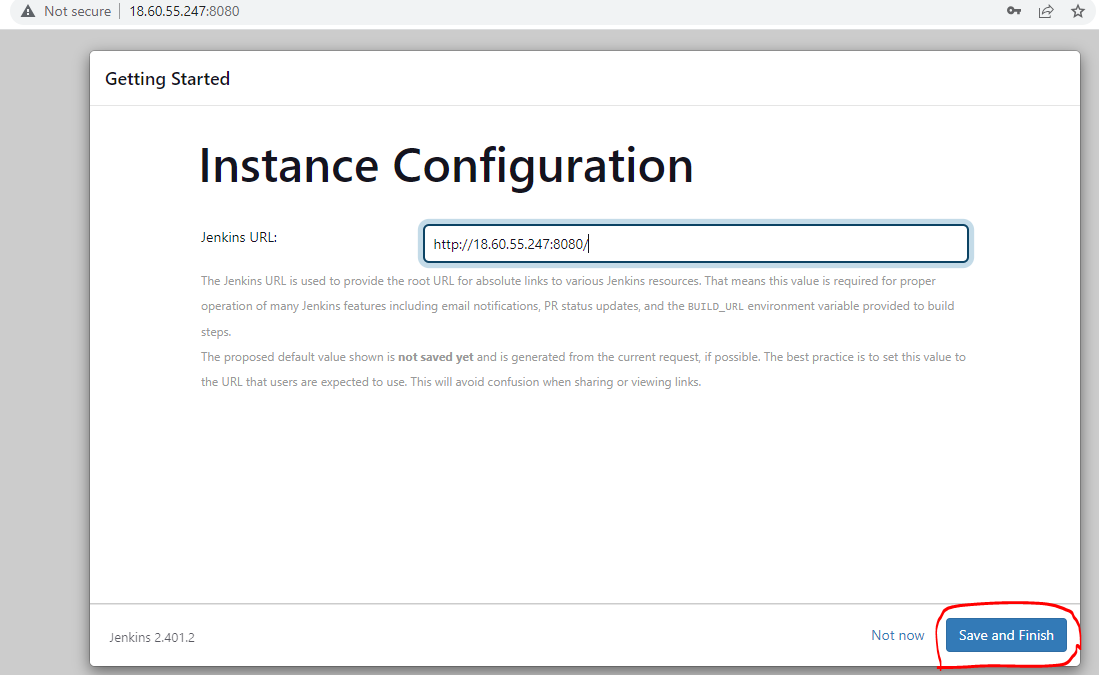 Not secure | 18.60.55.247:8080
Getting Started
Instance Configuration
Jenkins URL:
http://18.60.55.247:8080/
The Jenkins URL is used to provide the root URL for absolute links to various Jenkins resources. That means this value is required for proper
operation of many Jenkins features including email notifications, PR status updates, and the BUILD_URL environment variable provided to build
steps.
The proposed default value shown is not saved yet and is generated from the current request, if possible. The best practice is to set this value to
the URL that users are expected to use. This will avoid confusion when sharing or viewing links.
Jenkins 2.401.2
Not now
Save and Finish